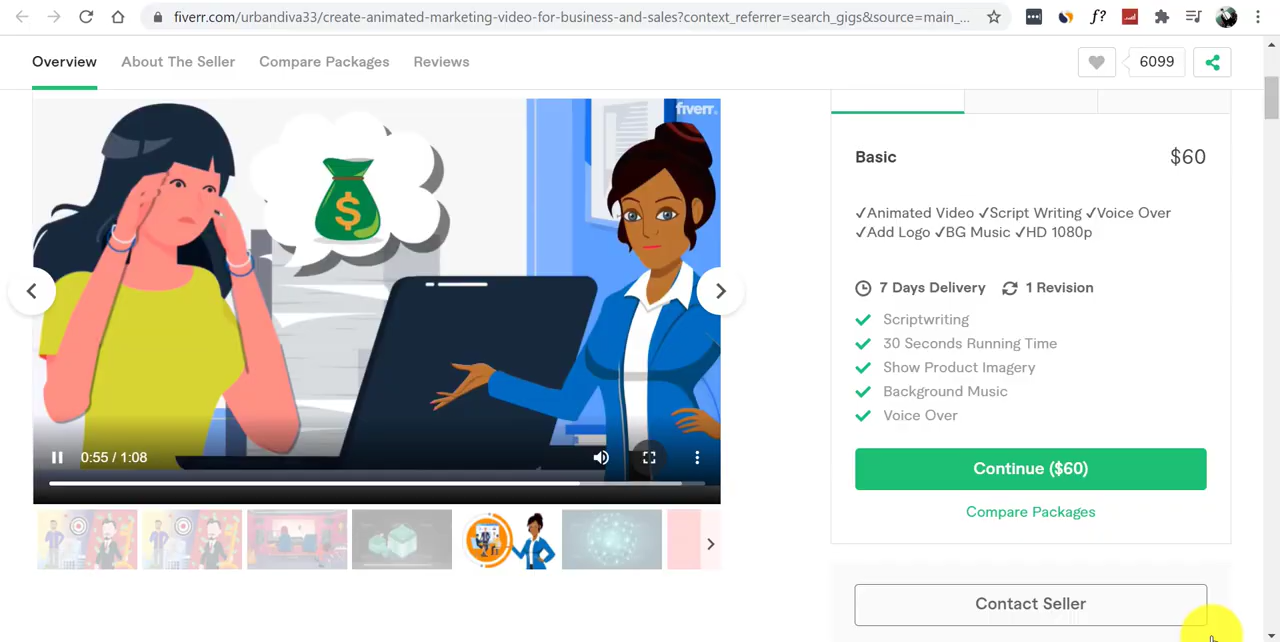 fiverr.com/urbandiva33/create-animated-marketing-video-for-business-and-sales?context_referrer=search_gigs&source=main_...
f?
Overview
About The Seller
Compare Packages
Reviews
6099
fiverr.
$
0:55 / 1:08
Basic
$60
✓Animated Video ✓Script Writing ✓Voice Over
✓Add Logo ✓BG Music ✓HD 1080p
7 Days Delivery
1 Revision
Scriptwriting
30 Seconds Running Time
Show Product Imagery
Background Music
Voice Over
Continue ($60)
Compare Packages
Contact Seller